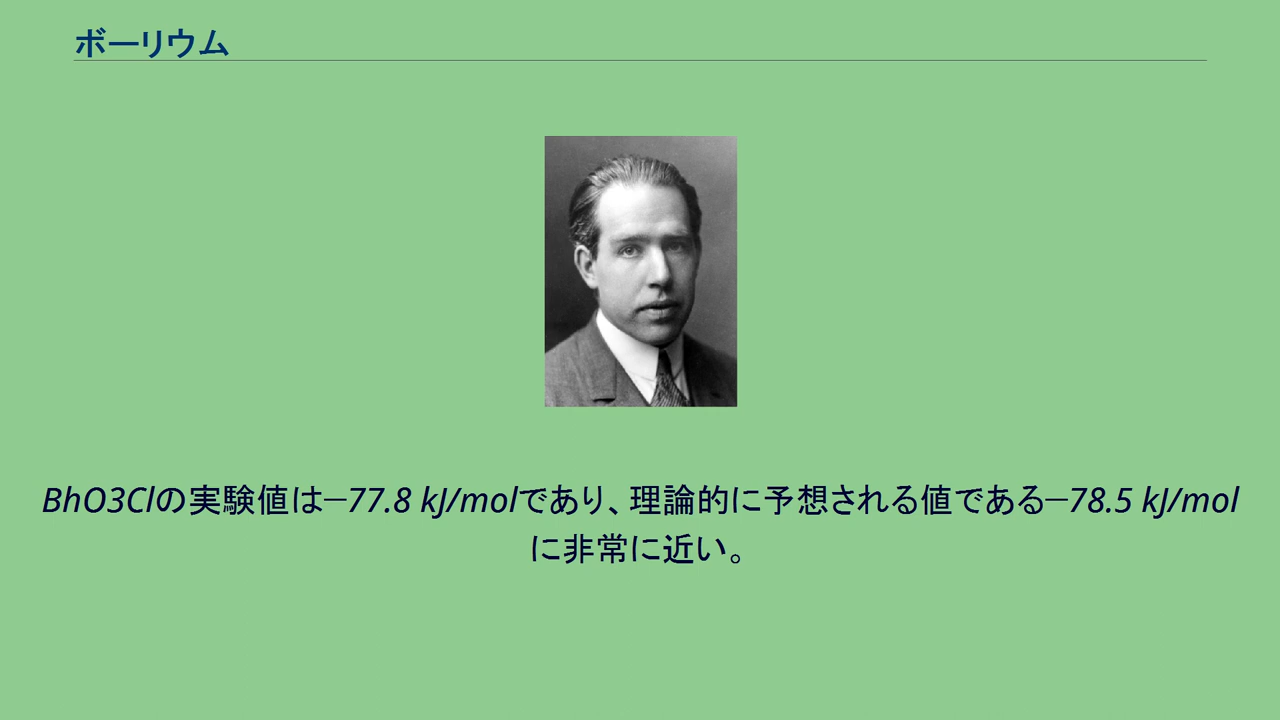 ボーリウム
BhO3Clの実験値は−77.8 kJ/molであり、理論的に予想される値である−78.5 kJ/mol
に非常に近い。